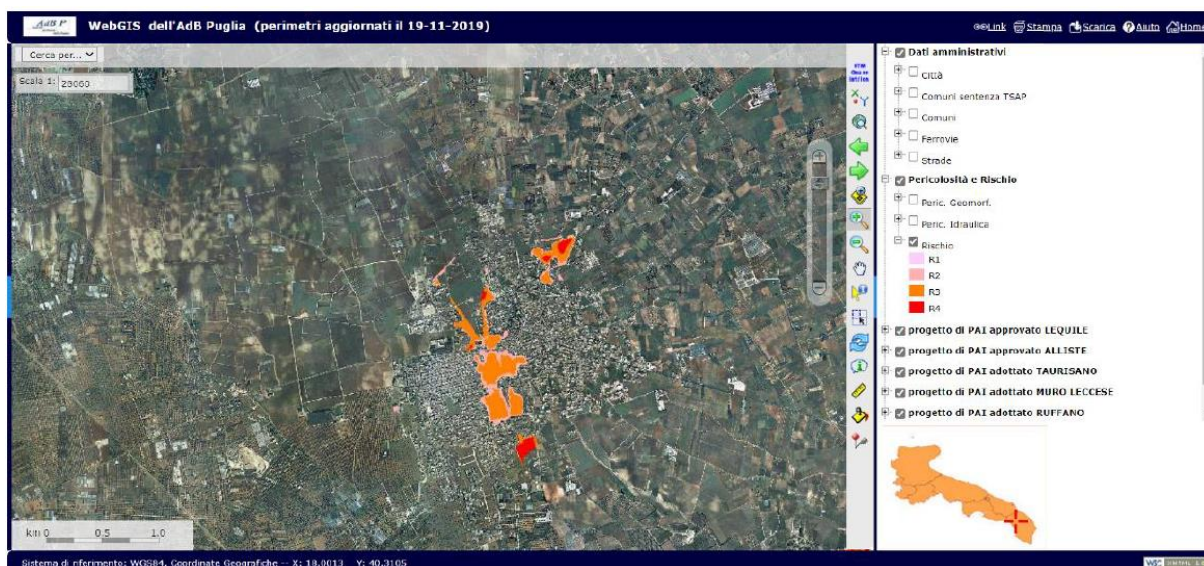 AdB P
WebGIS dell'AdB Puglia (perimetri aggiornati il 19-11-2019)
Link Stampa Scarica Aiuto Home
Cerca per...
Scala 1: 28060
Dati amministrativi
Città
Comuni sentenza TSAP
Comuni
Ferrovie
Strade
Pericolosità e Rischio
Peric. Geomorf.
Peric. Idraulica
Rischio
R1
R2
R3
R4
progetto di PAI approvato LEQUILE
progetto di PAI approvato ALLISTE
progetto di PAI adottato TAURISANO
progetto di PAI adottato MURO LECCESE
progetto di PAI adottato RUFFANO
km 0 0.5 1.0
Sistema di riferimento: WGS84, Coordinate Geografiche -- X: 18.0013 Y: 40.3105